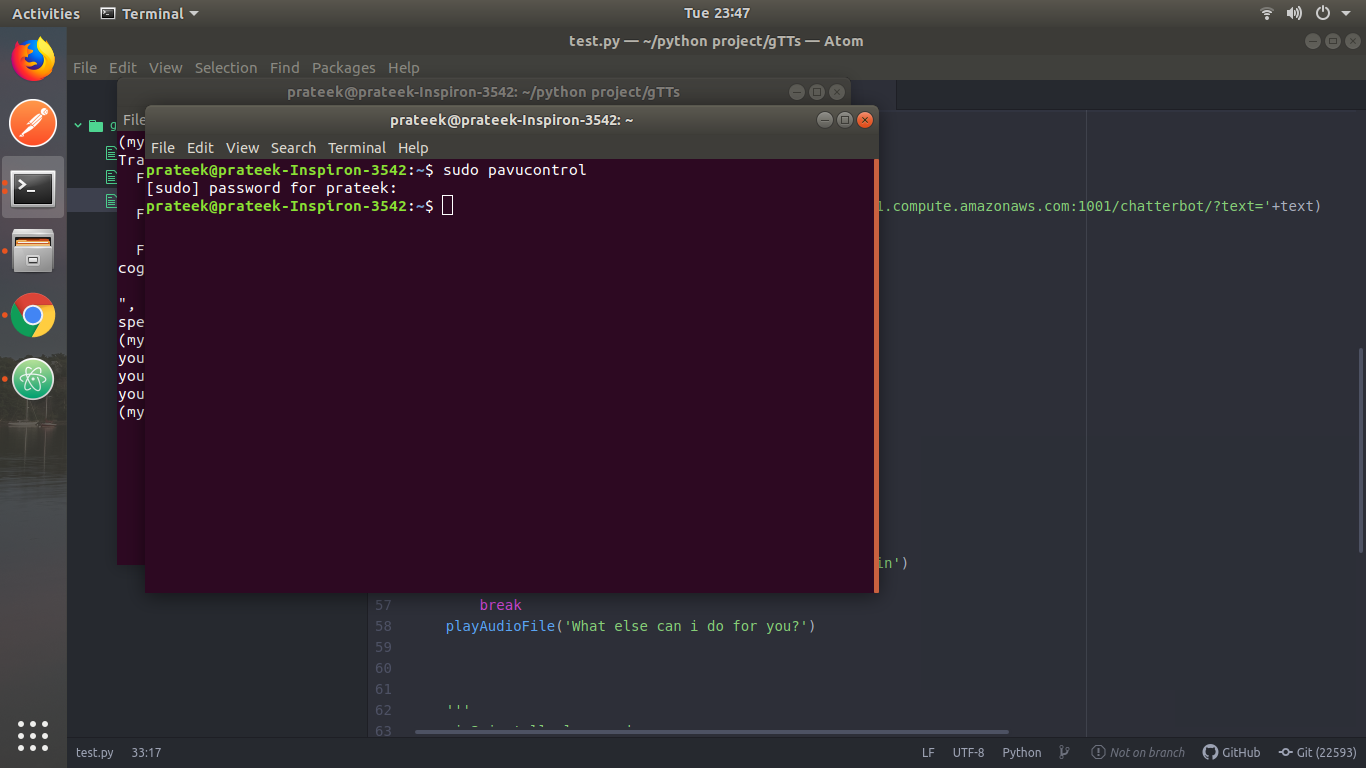 Activities Terminal Tue 23:47
test.py — ~/python project/gTTs — Atom
File Edit View Selection Find Packages Help
prateek@prateek-Inspiron-3542: ~/python project/gTTs
File
prateek@prateek-Inspiron-3542: ~
File Edit View Search Terminal Help
(my
Tra
F
F
F
cog
",
spe
(my
you
you
you
(my
prateek@prateek-Inspiron-3542:~$ sudo pavucontrol
[sudo] password for prateek:
prateek@prateek-Inspiron-3542:~$
g
1.compute.amazonaws.com:1001/chatterbot/?text='+text)
in')
57 break
58 playAudioFile('What else can i do for you?')
59
60
61
62 '''
63
test.py 33:17 LF UTF-8 Python Not on branch GitHub Git (22593)